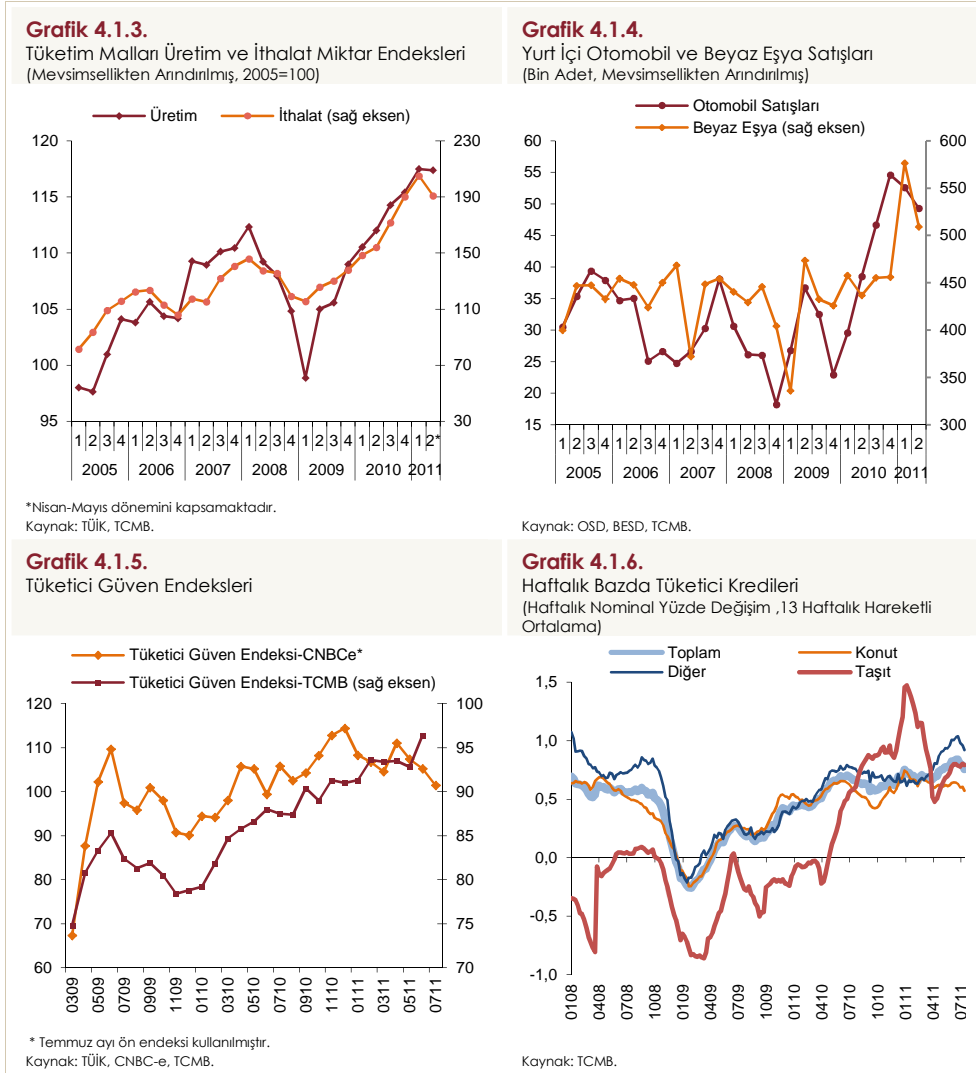 Grafik 4.1.3.
Tüketim Malları Üretim ve İthalat Miktar Endeksleri
(Mevsimsellikten Arındırılmış, 2005=100)
Üretim İthalat (sağ eksen)
120 230
115 190
110 150
105 110
100 70
95 30
1 2 3 4 1 2 3 4 1 2 3 4 1 2 3 4 1 2 3 4 1 2 3 4 1 2*
2005 2006 2007 2008 2009 2010 2011
*Nisan-Mayıs dönemini kapsamaktadır.
Kaynak: TÜİK, TCMB.
Grafik 4.1.4.
Yurt İçi Otomobil ve Beyaz Eşya Satışları
(Bin Adet, Mevsimsellikten Arındırılmış)
Otomobil Satışları
Beyaz Eşya (sağ eksen)
60 600
55
50 550
45
40 500
35 450
30 400
25
20 350
15 300
1 2 3 4 1 2 3 4 1 2 3 4 1 2 3 4 1 2 3 4 1 2 3 4 1 2
2005 2006 2007 2008 2009 2010 2011
Kaynak: OSD, BESD, TCMB.
Grafik 4.1.5.
Tüketici Güven Endeksleri
Tüketici Güven Endeksi-CNBCe*
Tüketici Güven Endeksi-TCMB (sağ eksen)
120 100
110 95
100 90
90 85
80 80
70 75
60 70
0309 0509 0709 0909 1109 0110 0310 0510 0710 0910 1110 0111 0311 0511 0711
* Temmuz ayı ön endeksi kullanılmıştır.
Kaynak: TÜİK, CNBC-e, TCMB.
Grafik 4.1.6.
Haftalık Bazda Tüketici Kredileri
(Haftalık Nominal Yüzde Değişim ,13 Haftalık Hareketli
Ortalama)
Toplam Konut
Diğer Taşıt
1,5
1,0
0,5
0,0
-0,5
-1,0
0108 0408 0708 1008 0109 0409 0709 1009 0110 0410 0710 1010 0111 0411 0711
Kaynak: TCMB.